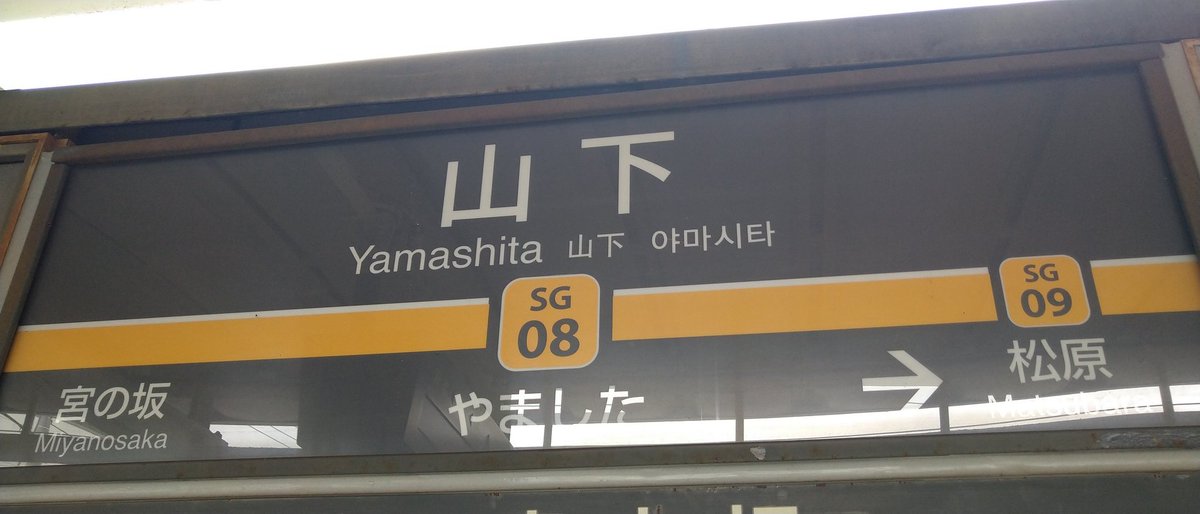 山下
Yamashita 山下 야마시타
SG
08
SG
09
宮の坂
Miyanosaka
やました
→
松原
Matsubara